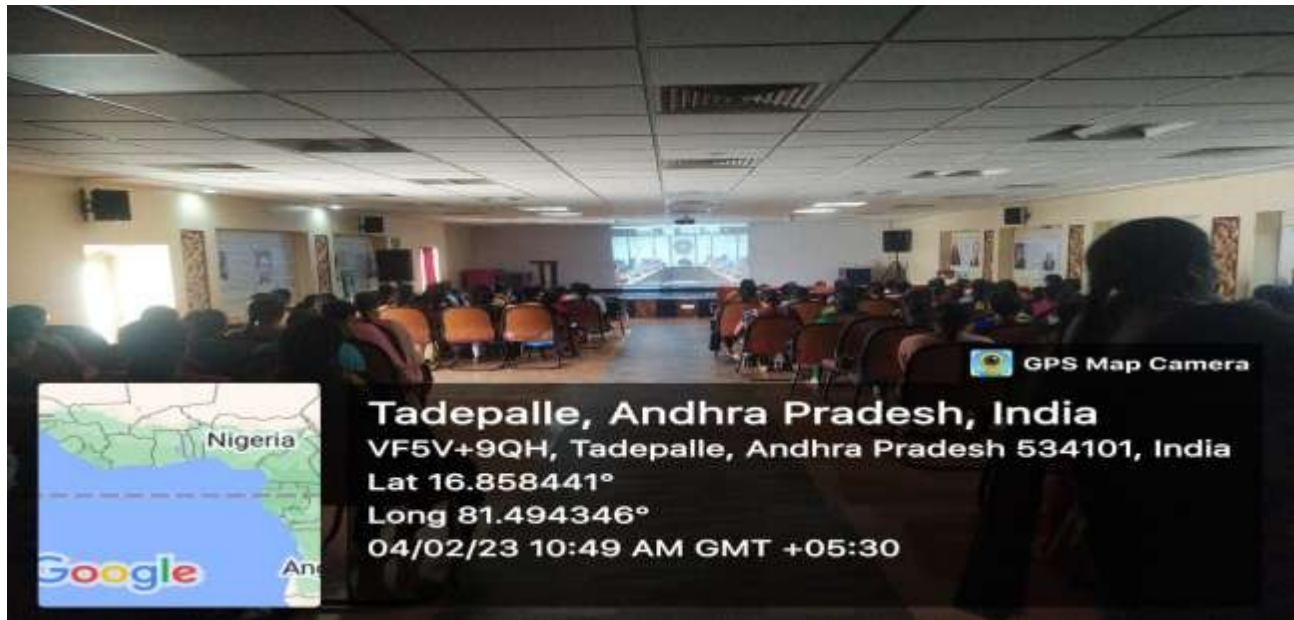 GPS Map Camera
Tadepalle, Andhra Pradesh, India
VF5V+9QH, Tadepalle, Andhra Pradesh 534101, India
Lat 16.858441°
Long 81.494346°
04/02/23 10:49 AM GMT +05:30
Nigeria
Google
An